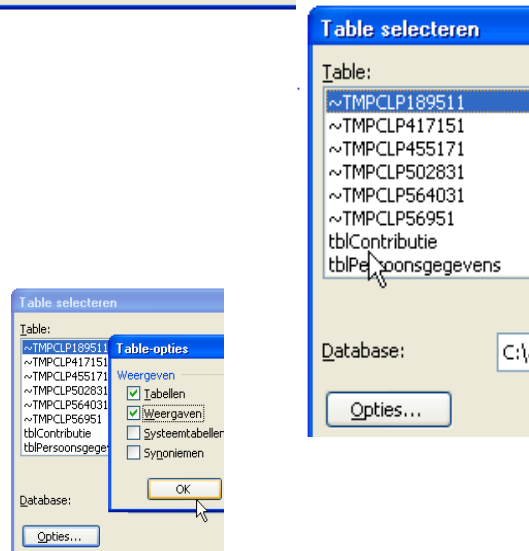 Table selecteren
Table:
~TMPCLP189511
~TMPCLP417151
~TMPCLP455171
~TMPCLP502831
~TMPCLP564031
~TMPCLP56951
tblContributie
tblPersoonsgegevens
Database:
C:\
Opties...
Table selecteren
Table:
~TMPCLP189511
~TMPCLP417151
~TMPCLP455171
~TMPCLP502831
~TMPCLP564031
~TMPCLP56951
tblContributie
tblPersoonsgege
Database:
Opties...
Table-opties
Weergeven
Tabellen
Weergaven
Systeemtabellen
Synoniemen
OK